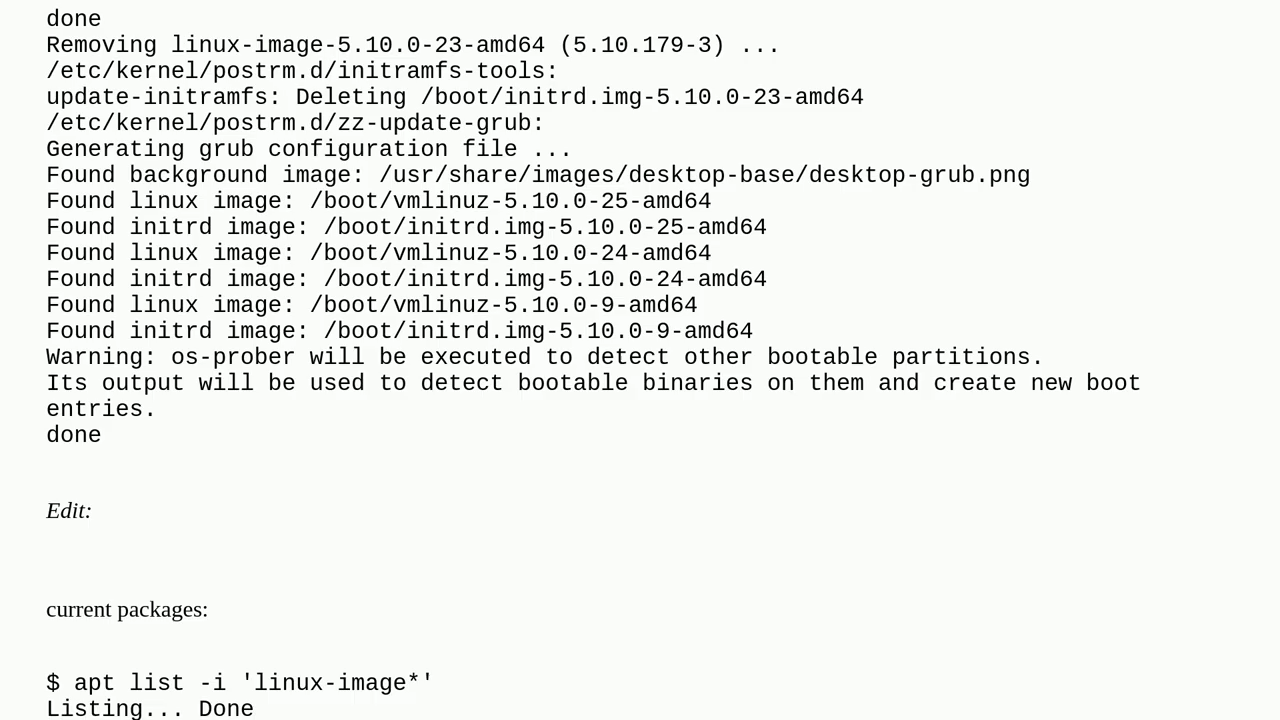 done
Removing linux-image-5.10.0-23-amd64 (5.10.179-3) ...
/etc/kernel/postrm.d/initramfs-tools:
update-initramfs: Deleting /boot/initrd.img-5.10.0-23-amd64
/etc/kernel/postrm.d/zz-update-grub:
Generating grub configuration file ...
Found background image: /usr/share/images/desktop-base/desktop-grub.png
Found linux image: /boot/vmlinuz-5.10.0-25-amd64
Found initrd image: /boot/initrd.img-5.10.0-25-amd64
Found linux image: /boot/vmlinuz-5.10.0-24-amd64
Found initrd image: /boot/initrd.img-5.10.0-24-amd64
Found linux image: /boot/vmlinuz-5.10.0-9-amd64
Found initrd image: /boot/initrd.img-5.10.0-9-amd64
Warning: os-prober will be executed to detect other bootable partitions.
Its output will be used to detect bootable binaries on them and create new boot
entries.
done
Edit:
current packages:
$ apt list -i 'linux-image*'
Listing... Done